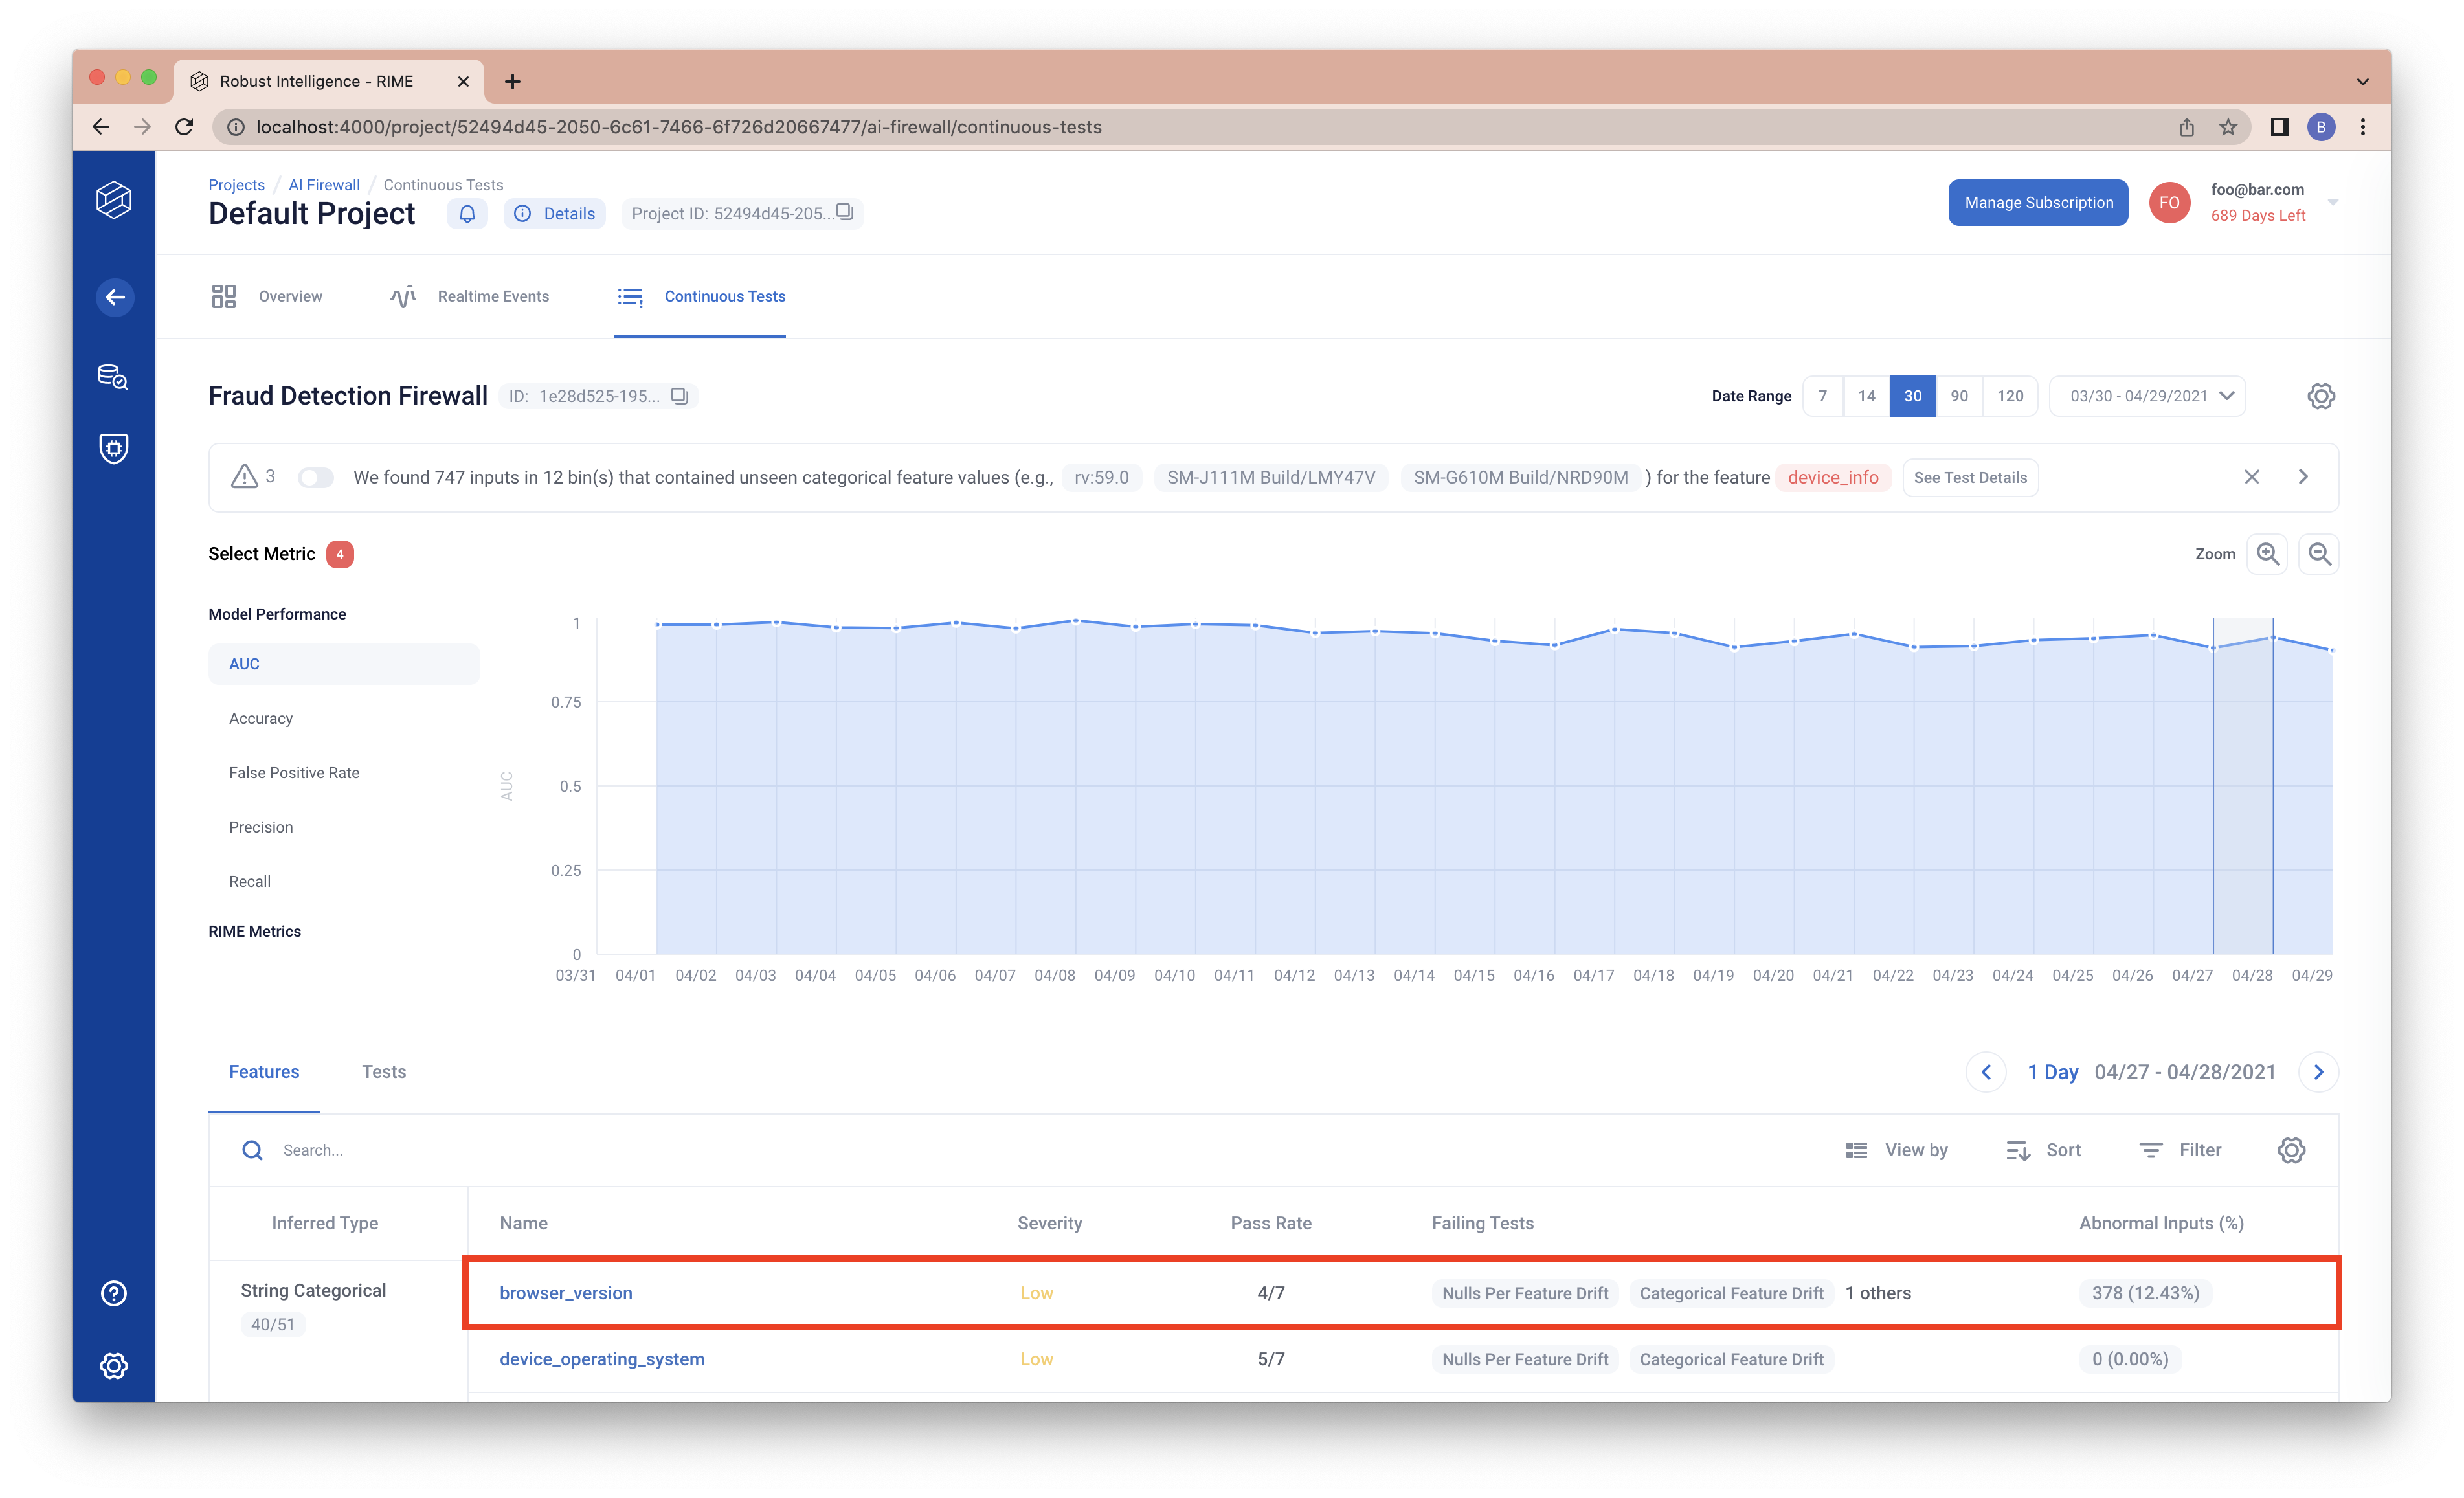 Robust Intelligence - RIME
localhost:4000/project/52494d45-2050-6c61-7466-6f726d20667477/ai-firewall/continuous-tests
B
Projects / AI Firewall / Continuous Tests
Default Project Details Project ID: 52494d45-205...
Manage Subscription FO foo@bar.com
689 Days Left
Overview Realtime Events Continuous Tests
Fraud Detection Firewall ID: 1e28d525-195... Date Range 7 14 30 90 120 03/30 - 04/29/2021
3 We found 747 inputs in 12 bin(s) that contained unseen categorical feature values (e.g., rv:59.0 SM-J111M Build/LMY47V SM-G610M Build/NRD90M ) for the feature device_info See Test Details
Select Metric 4 Zoom
Model Performance
AUC
Accuracy
False Positive Rate
Precision
Recall
RIME Metrics
AUC
1
0.75
0.5
0.25
0
03/31 04/01 04/02 04/03 04/04 04/05 04/06 04/07 04/08 04/09 04/10 04/11 04/12 04/13 04/14 04/15 04/16 04/17 04/18 04/19 04/20 04/21 04/22 04/23 04/24 04/25 04/26 04/27 04/28 04/29
Features Tests 1 Day 04/27 - 04/28/2021
Search... View by Sort Filter
Inferred Type Name Severity Pass Rate Failing Tests Abnormal Inputs (%)
String Categorical
40/51
browser_version Low 4/7 Nulls Per Feature Drift Categorical Feature Drift 1 others 378 (12.43%)
device_operating_system Low 5/7 Nulls Per Feature Drift Categorical Feature Drift 0 (0.00%)